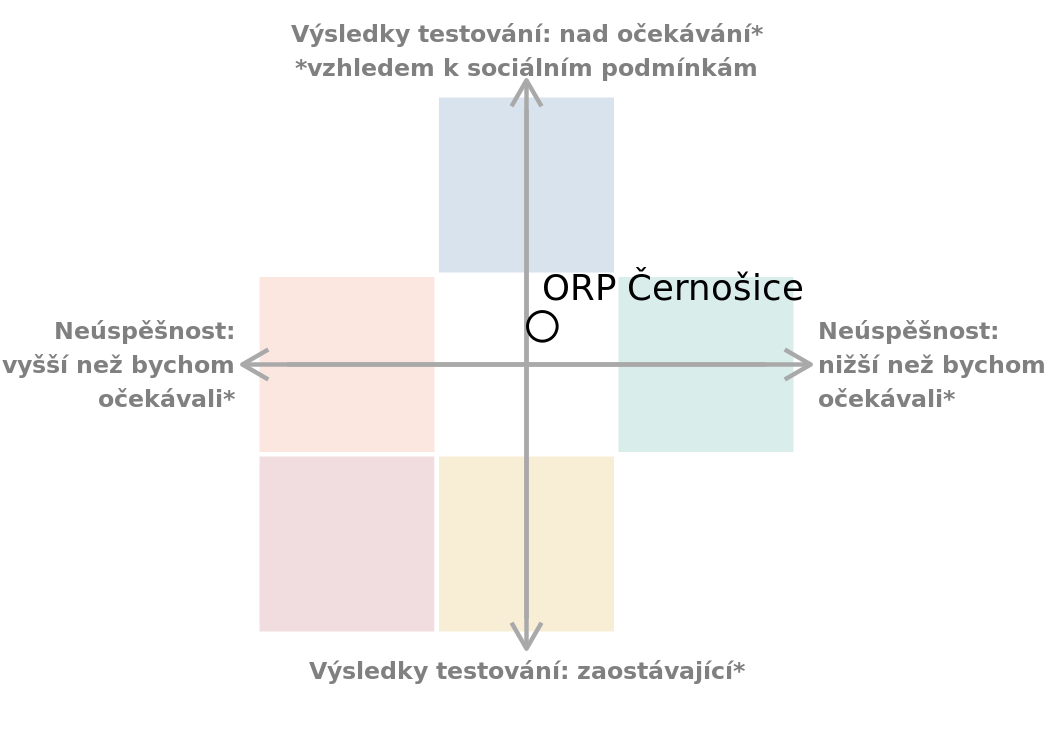 Výsledky testování: nad očekávání*
*vzhledem k sociálním podmínkám
ORP Černošice
Neúspěšnost:
vyšší než bychom
očekávali*
Neúspěšnost:
nižší než bychom
očekávali*
Výsledky testování: zaostávající*